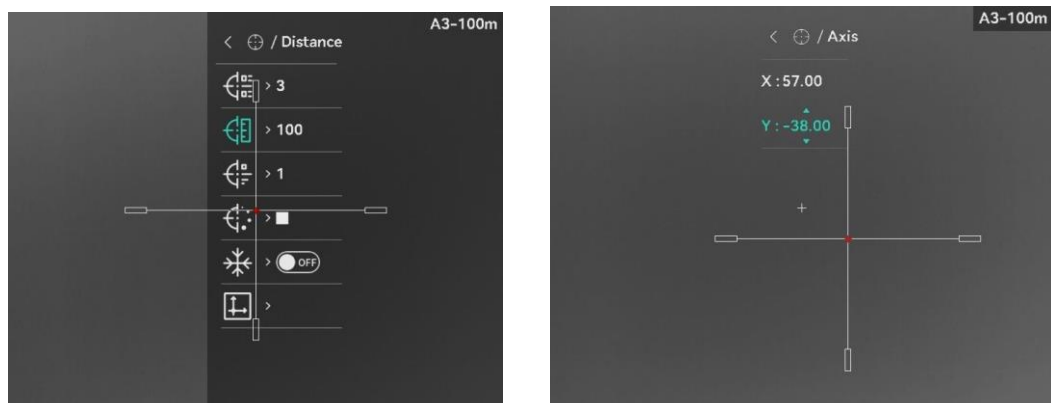 A3-100m
< / Distance
> 3
> 100
> 1
>
> OFF
>
A3-100m
< / Axis
X :57.00
Y : -38.00